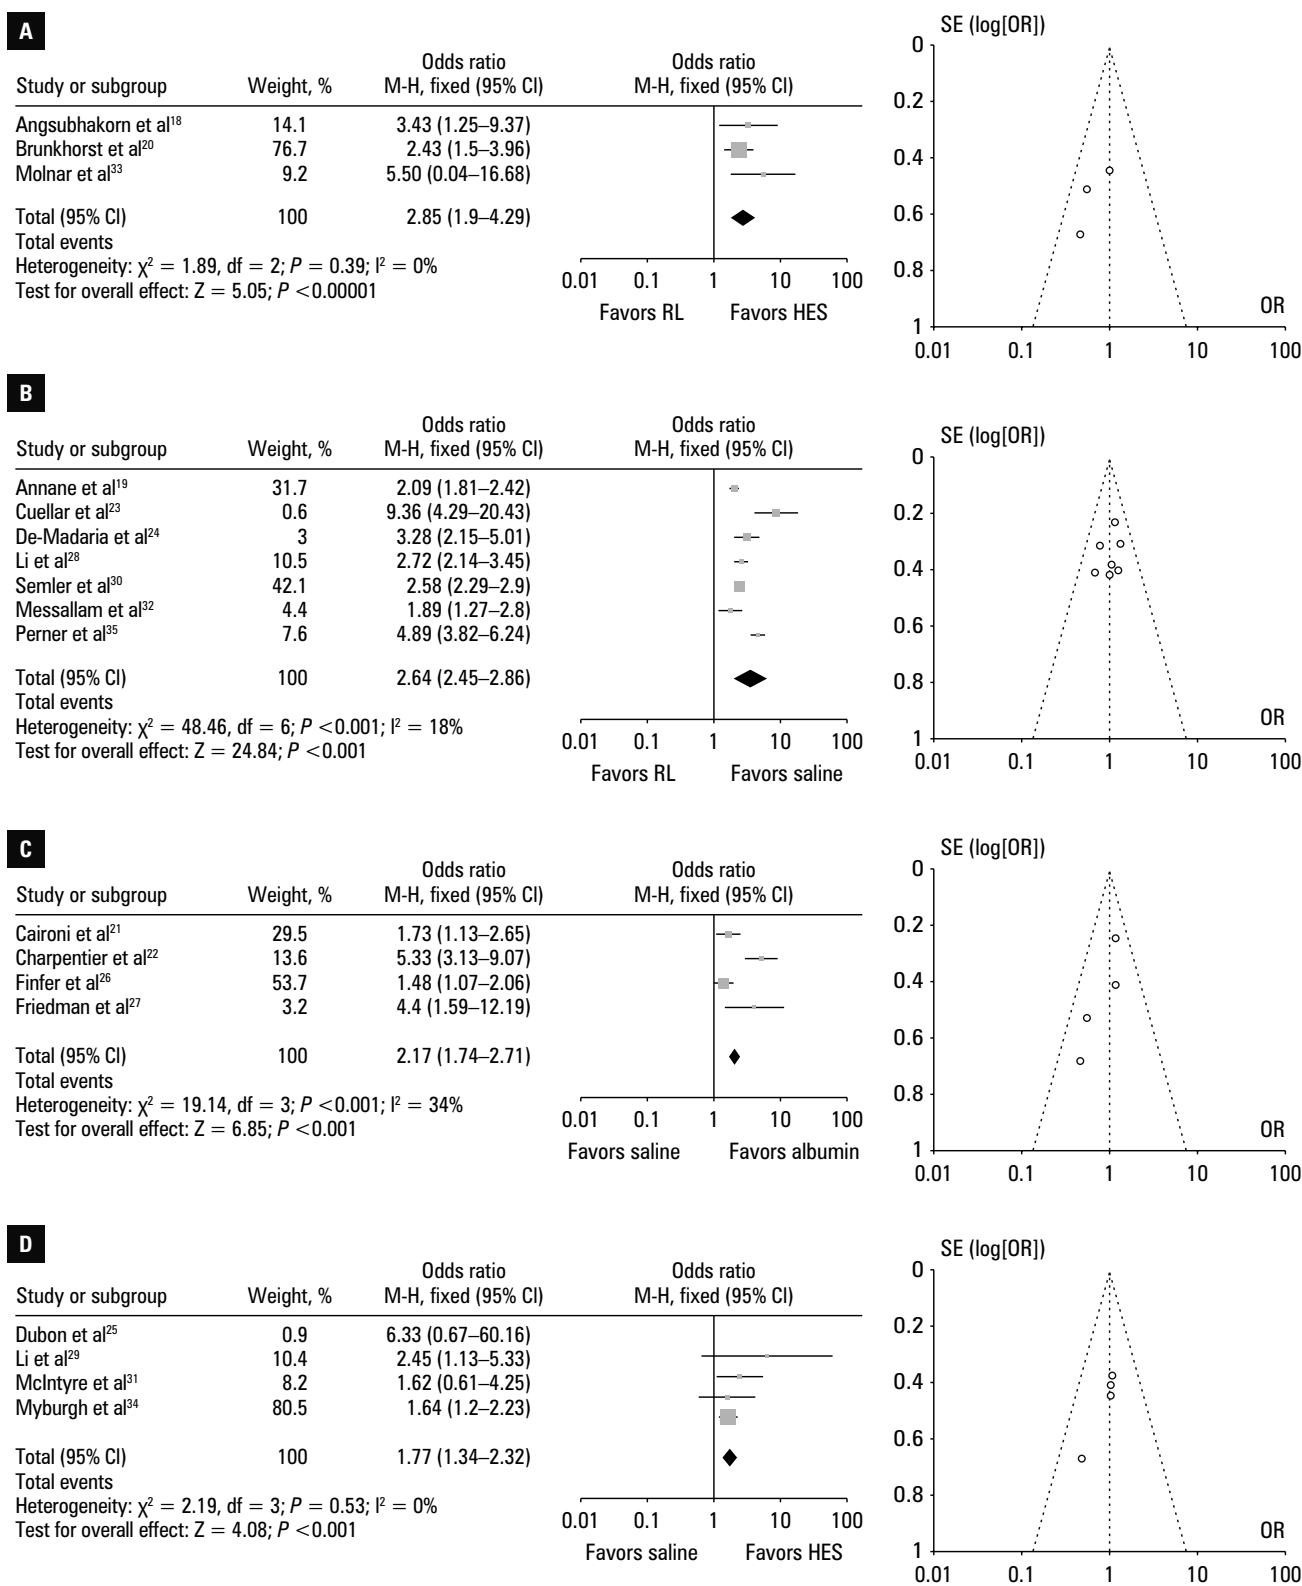 A
Odds ratio Odds ratio
Study or subgroup Weight, % M-H, fixed (95% CI) M-H, fixed (95% CI)
Angsubhakorn et al18 14.1 3.43 (1.25–9.37)
Brunkhorst et al20 76.7 2.43 (1.5–3.96)
Molnar et al33 9.2 5.50 (0.04–16.68)
Total (95% CI) 100 2.85 (1.9–4.29)
Total events
Heterogeneity: χ2 = 1.89, df = 2; P = 0.39; I2 = 0%
Test for overall effect: Z = 5.05; P <0.00001
0.01 0.1 1 10 100
Favors RL Favors HES
SE (log[OR])
0
0.2
0.4
0.6
0.8
1
OR
0.01 0.1 1 10 100
B
Odds ratio Odds ratio
Study or subgroup Weight, % M-H, fixed (95% CI) M-H, fixed (95% CI)
Annane et al19 31.7 2.09 (1.81–2.42)
Cuellar et al23 0.6 9.36 (4.29–20.43)
De-Madaria et al24 3 3.28 (2.15–5.01)
Li et al28 10.5 2.72 (2.14–3.45)
Semler et al30 42.1 2.58 (2.29–2.9)
Messallam et al32 4.4 1.89 (1.27–2.8)
Perner et al35 7.6 4.89 (3.82–6.24)
Total (95% CI) 100 2.64 (2.45–2.86)
Total events
Heterogeneity: χ2 = 48.46, df = 6; P <0.001; I2 = 18%
Test for overall effect: Z = 24.84; P <0.001
0.01 0.1 1 10 100
Favors RL Favors saline
SE (log[OR])
0
0.2
0.4
0.6
0.8
1
OR
0.01 0.1 1 10 100
C
Odds ratio Odds ratio
Study or subgroup Weight, % M-H, fixed (95% CI) M-H, fixed (95% CI)
Caironi et al21 29.5 1.73 (1.13–2.65)
Charpentier et al22 13.6 5.33 (3.13–9.07)
Finfer et al26 53.7 1.48 (1.07–2.06)
Friedman et al27 3.2 4.4 (1.59–12.19)
Total (95% CI) 100 2.17 (1.74–2.71)
Total events
Heterogeneity: χ2 = 19.14, df = 3; P <0.001; I2 = 34%
Test for overall effect: Z = 6.85; P <0.001
0.01 0.1 1 10 100
Favors saline Favors albumin
SE (log[OR])
0
0.2
0.4
0.6
0.8
1
OR
0.01 0.1 1 10 100
D
Odds ratio Odds ratio
Study or subgroup Weight, % M-H, fixed (95% CI) M-H, fixed (95% CI)
Dubon et al25 0.9 6.33 (0.67–60.16)
Li et al29 10.4 2.45 (1.13–5.33)
McIntyre et al31 8.2 1.62 (0.61–4.25)
Myburgh et al34 80.5 1.64 (1.2–2.23)
Total (95% CI) 100 1.77 (1.34–2.32)
Total events
Heterogeneity: χ2 = 2.19, df = 3; P = 0.53; I2 = 0%
Test for overall effect: Z = 4.08; P <0.001
0.01 0.1 1 10 100
Favors saline Favors HES
SE (log[OR])
0
0.2
0.4
0.6
0.8
1
OR
0.01 0.1 1 10 100